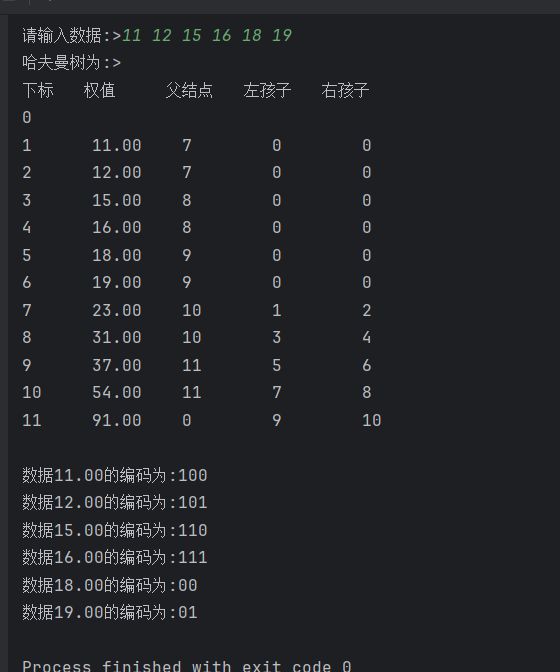 请输入数据:>11 12 15 16 18 19
哈夫曼树为:>
下标 权值 父结点 左孩子 右孩子
0
1 11.00 7 0 0
2 12.00 7 0 0
3 15.00 8 0 0
4 16.00 8 0 0
5 18.00 9 0 0
6 19.00 9 0 0
7 23.00 10 1 2
8 31.00 10 3 4
9 37.00 11 5 6
10 54.00 11 7 8
11 91.00 0 9 10
数据11.00的编码为:100
数据12.00的编码为:101
数据15.00的编码为:110
数据16.00的编码为:111
数据18.00的编码为:00
数据19.00的编码为:01
Process finished with exit code 0